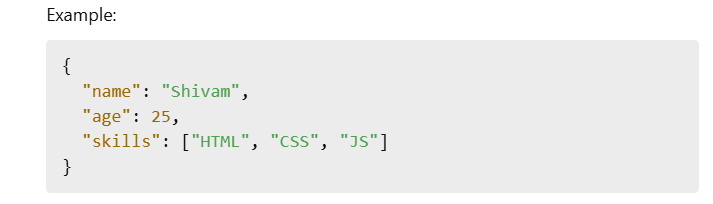 Example:
{
  "name": "Shivam",
  "age": 25,
  "skills": ["HTML", "CSS", "JS"]
}